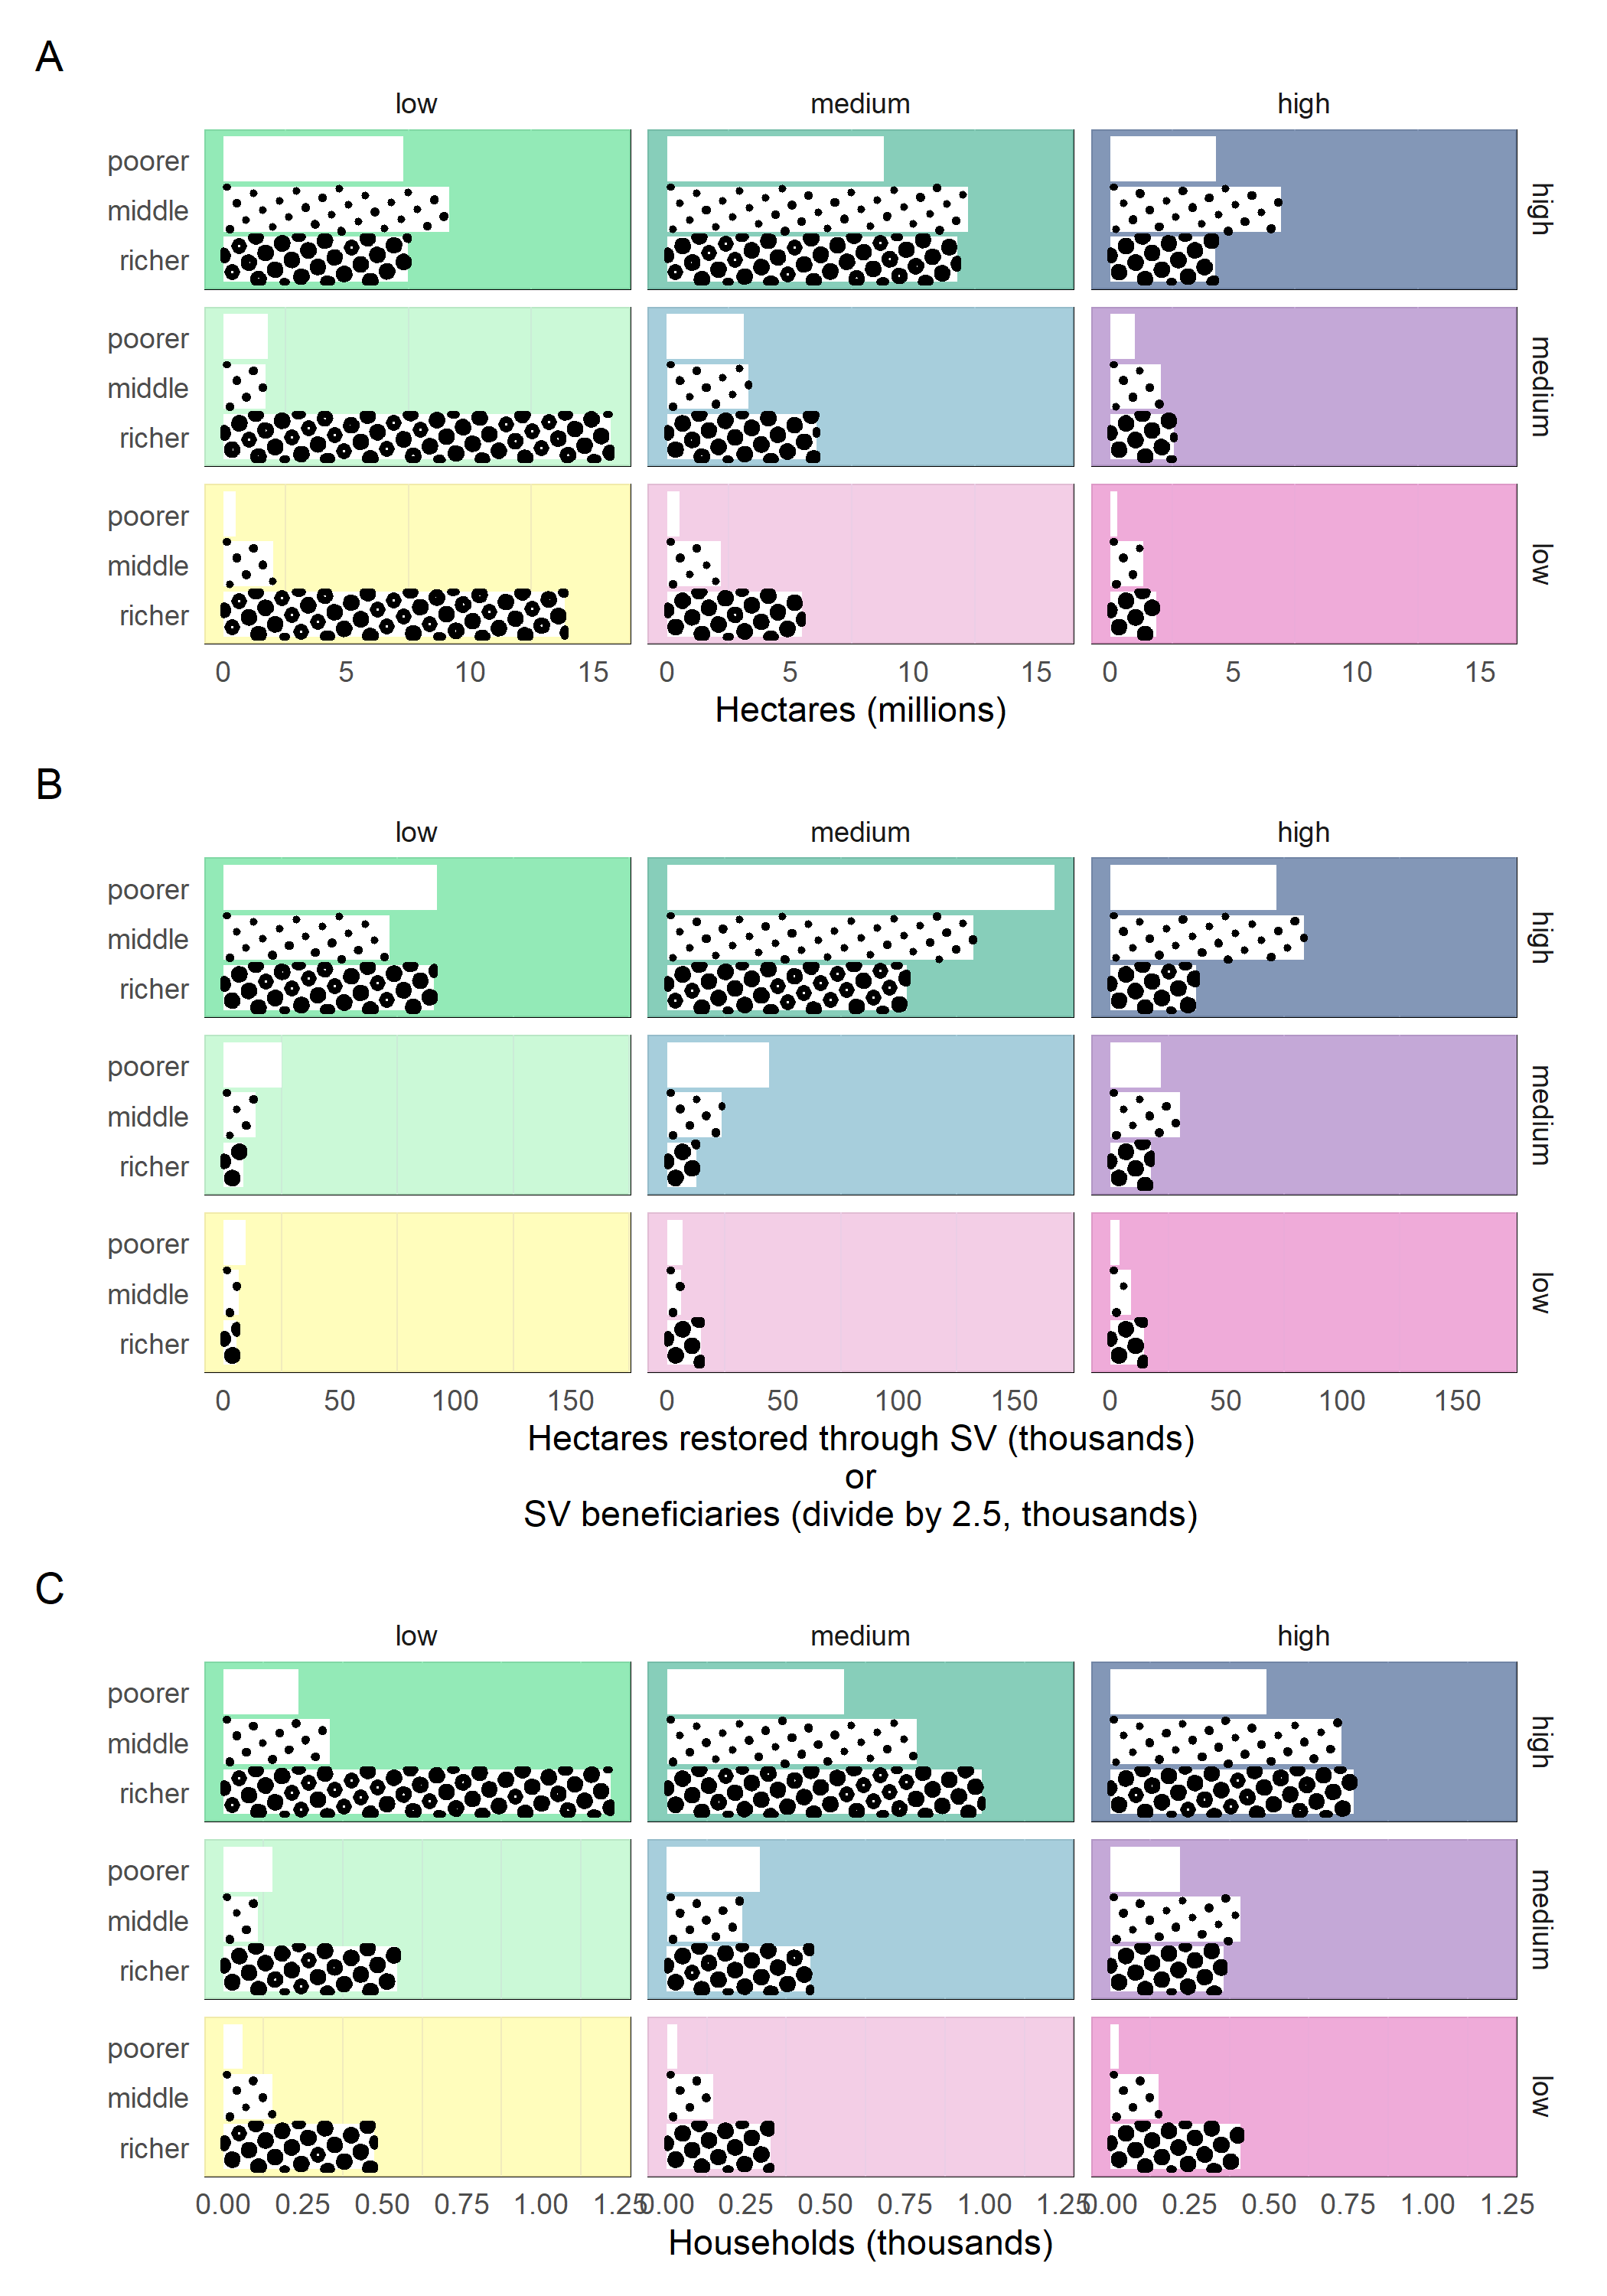 A
low medium high
poorer
middle
richer
high
poorer
middle
richer
medium
poorer
middle
richer
low
0 5 10 15 0 5 10 15 0 5 10 15
Hectares (millions)
B
low medium high
poorer
middle
richer
high
poorer
middle
richer
medium
poorer
middle
richer
low
0 50 100 150 0 50 100 150 0 50 100 150
Hectares restored through SV (thousands)
or
SV beneficiaries (divide by 2.5, thousands)
C
low medium high
poorer
middle
richer
high
poorer
middle
richer
medium
poorer
middle
richer
low
0.00 0.25 0.50 0.75 1.00 1.25 0.00 0.25 0.50 0.75 1.00 1.25 0.00 0.25 0.50 0.75 1.00 1.25
Households (thousands)